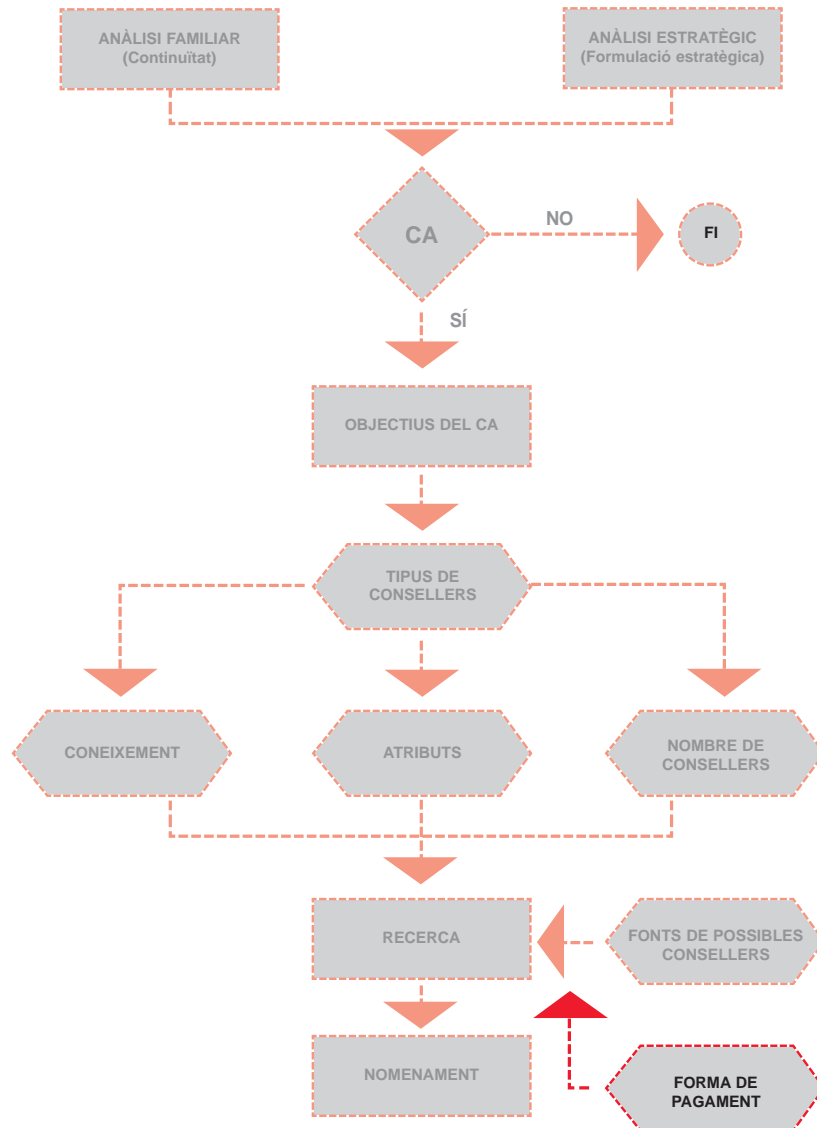 ANÀLISI FAMILIAR
(Continuïtat)
ANÀLISI ESTRATÈGIC
(Formulació estratègica)
CA
NO
FI
SÍ
OBJECTIUS DEL CA
TIPUS DE
CONSELLERS
CONEIXEMENT
ATRIBUTS
NOMBRE DE
CONSELLERS
RECERCA
FONTS DE POSSIBLES
CONSELLERS
NOMENAMENT
FORMA DE
PAGAMENT